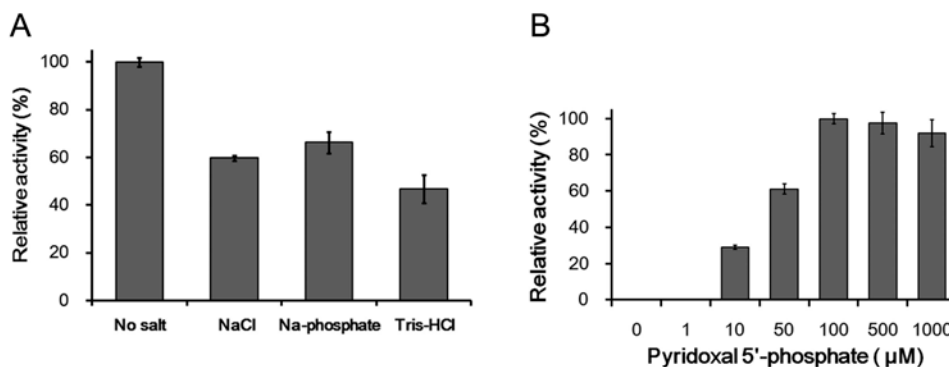 A
Relative activity (%)
100
80
60
40
20
0
No salt NaCl Na-phosphate Tris-HCl
B
Relative activity (%)
100
80
60
40
20
0
0 1 10 50 100 500 1000
Pyridoxal 5'-phosphate ( µM)